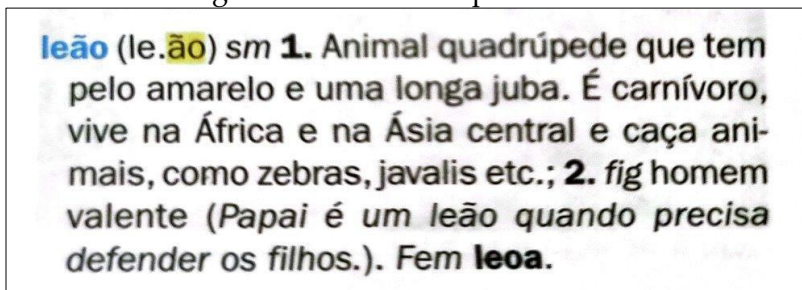 leão (le.ão) sm 1. Animal quadrúpede que tem
pelo amarelo e uma longa juba. É carnívoro,
vive na África e na Ásia central e caça ani-
mais, como zebras, javalis etc.; 2. fig homem
valente (Papai é um leão quando precisa
defender os filhos.). Fem leoa.